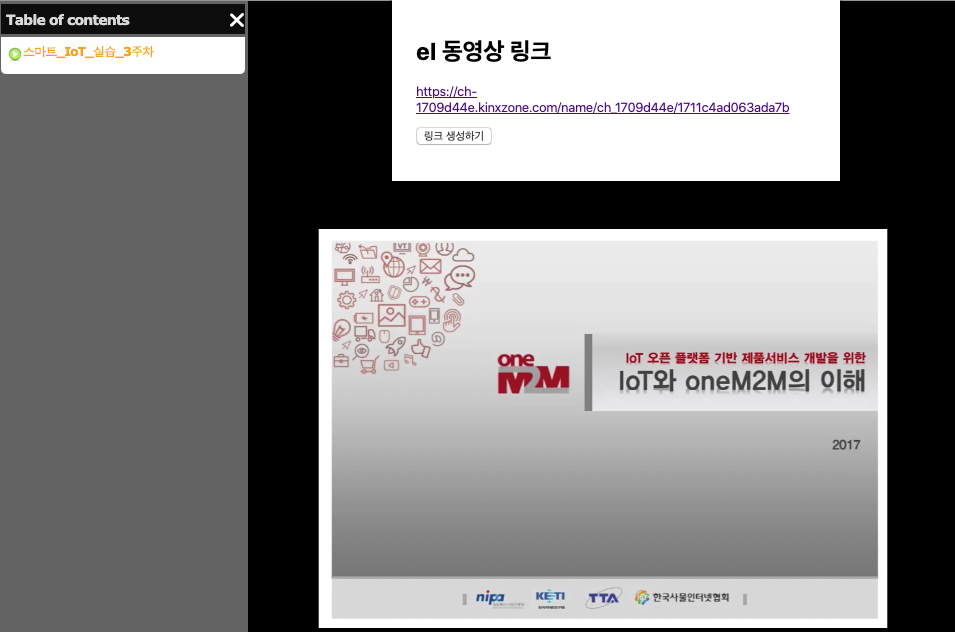 Table of contents
스마트_IoT_실습_3주차
el 동영상 링크
https://ch-
1709d44e.kinxzone.com/name/ch_1709d44e/1711c4ad063ada7b
링크 생성하기
one
M2M
IoT 오픈 플랫폼 기반 제품서비스 개발을 위한
IoT와 oneM2M의 이해
2017
nipa
KETI
TTA
한국사물인터넷협회